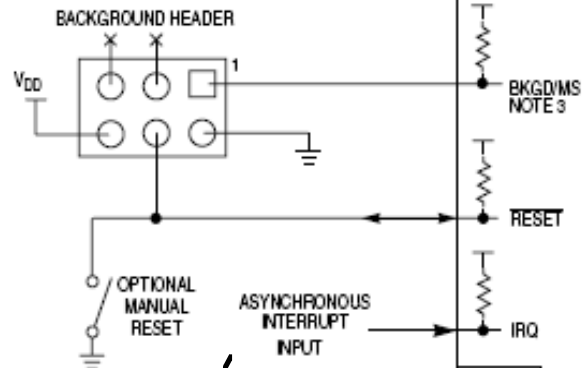 BACKGROUND HEADER
VDD
1
BKGD/MS
NOTE 3
RESET
OPTIONAL
MANUAL
RESET
ASYNCHRONOUS
INTERRUPT
INPUT
IRQ